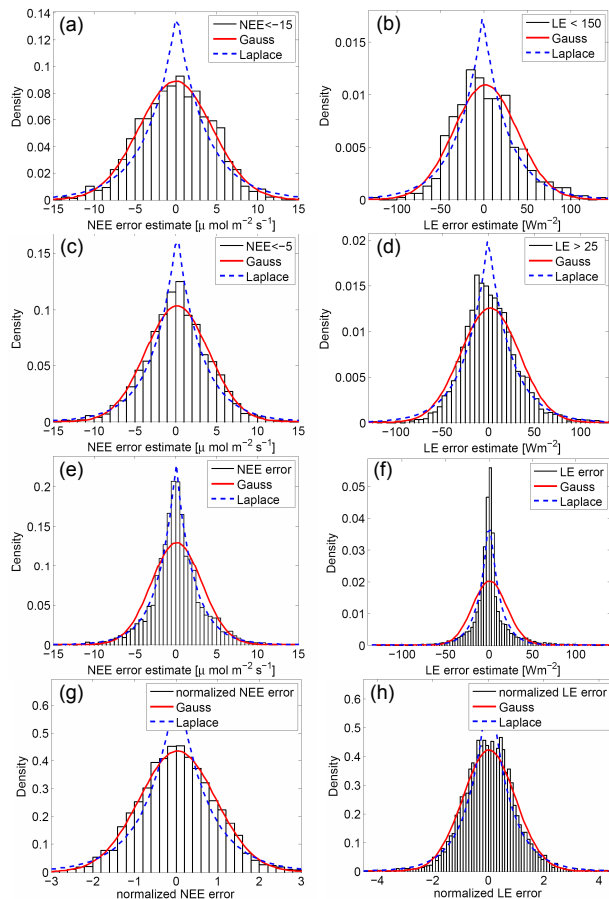 (a)
NEE<−15
Gauss
Laplace
0.14
0.12
0.1
0.08
0.06
0.04
0.02
0
Density
−15 −10 −5 0 5 10 15
NEE error estimate [μ mol m−2 s−1]
(b)
LE < 150
Gauss
Laplace
0.015
0.01
0.005
0
Density
−100 −50 0 50 100
LE error estimate [Wm−2]
(c)
NEE<−5
Gauss
Laplace
0.15
0.1
0.05
0
Density
−15 −10 −5 0 5 10 15
NEE error estimate [μ mol m−2 s−1]
(d)
LE > 25
Gauss
Laplace
0.02
0.015
0.01
0.005
0
Density
−100 −50 0 50 100
LE error estimate [Wm−2]
(e)
NEE error
Gauss
Laplace
0.2
0.15
0.1
0.05
0
Density
−15 −10 −5 0 5 10 15
NEE error estimate [μ mol m−2 s−1]
(f)
LE error
Gauss
Laplace
0.05
0.04
0.03
0.02
0.01
0
Density
−100 −50 0 50 100
LE error estimate [Wm−2]
(g)
normalized NEE error
Gauss
Laplace
0.6
0.5
0.4
0.3
0.2
0.1
0
Density
−3 −2 −1 0 1 2 3
normalized NEE error
(h)
normalized LE error
Gauss
Laplace
0.6
0.5
0.4
0.3
0.2
0.1
0
Density
−4 −2 0 2 4
normalized LE error